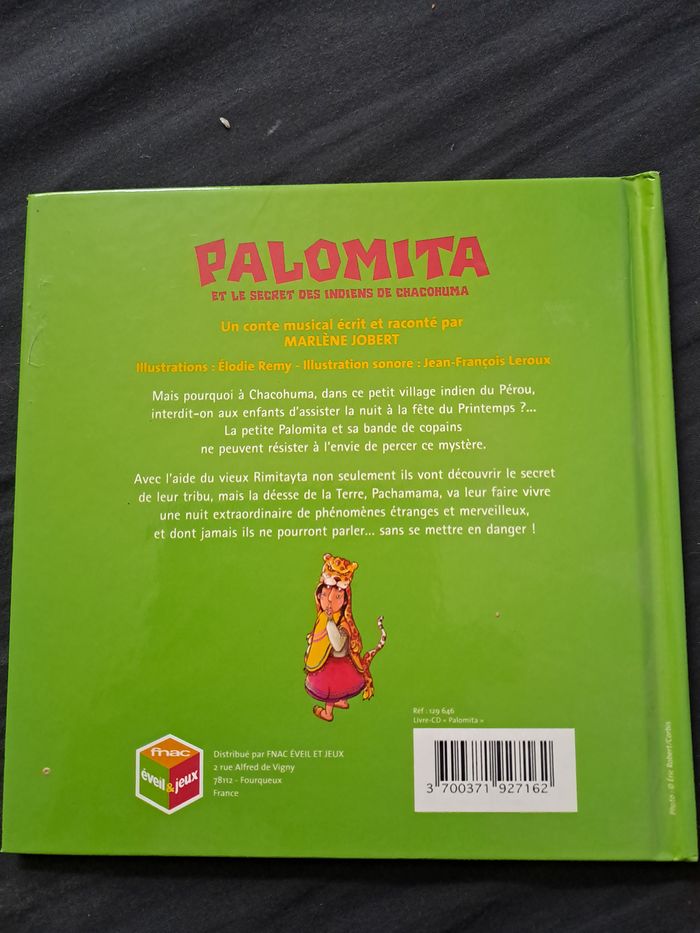 PALOMITA
ET LE SECRET DES INDIENS DE CHACOHUMA
Un conte musical écrit et raconté par
MARLÈNE JOBERT
Illustrations : Élodie Remy - Illustration sonore : Jean-François Leroux
Mais pourquoi à Chacohuma, dans ce petit village indien du Pérou,
interdit-on aux enfants d'assister la nuit à la fête du Printemps ?...
La petite Palomita et sa bande de copains
ne peuvent résister à l'envie de percer ce mystère.
Avec l'aide du vieux Rimitayta non seulement ils vont découvrir le secret
de leur tribu, mais la déesse de la Terre, Pachamama, va leur faire vivre
une nuit extraordinaire de phénomènes étranges et merveilleux,
et dont jamais ils ne pourront parler... sans se mettre en danger !
fnac
éveil & jeux
Distribué par FNAC ÉVEIL ET JEUX
2 rue Alfred de Vigny
78112 - Fourqueux
France
Réf : 129 646
Livre-CD « Palomita »
3 700371 927162
Photo : © Éric Robert/Corbis